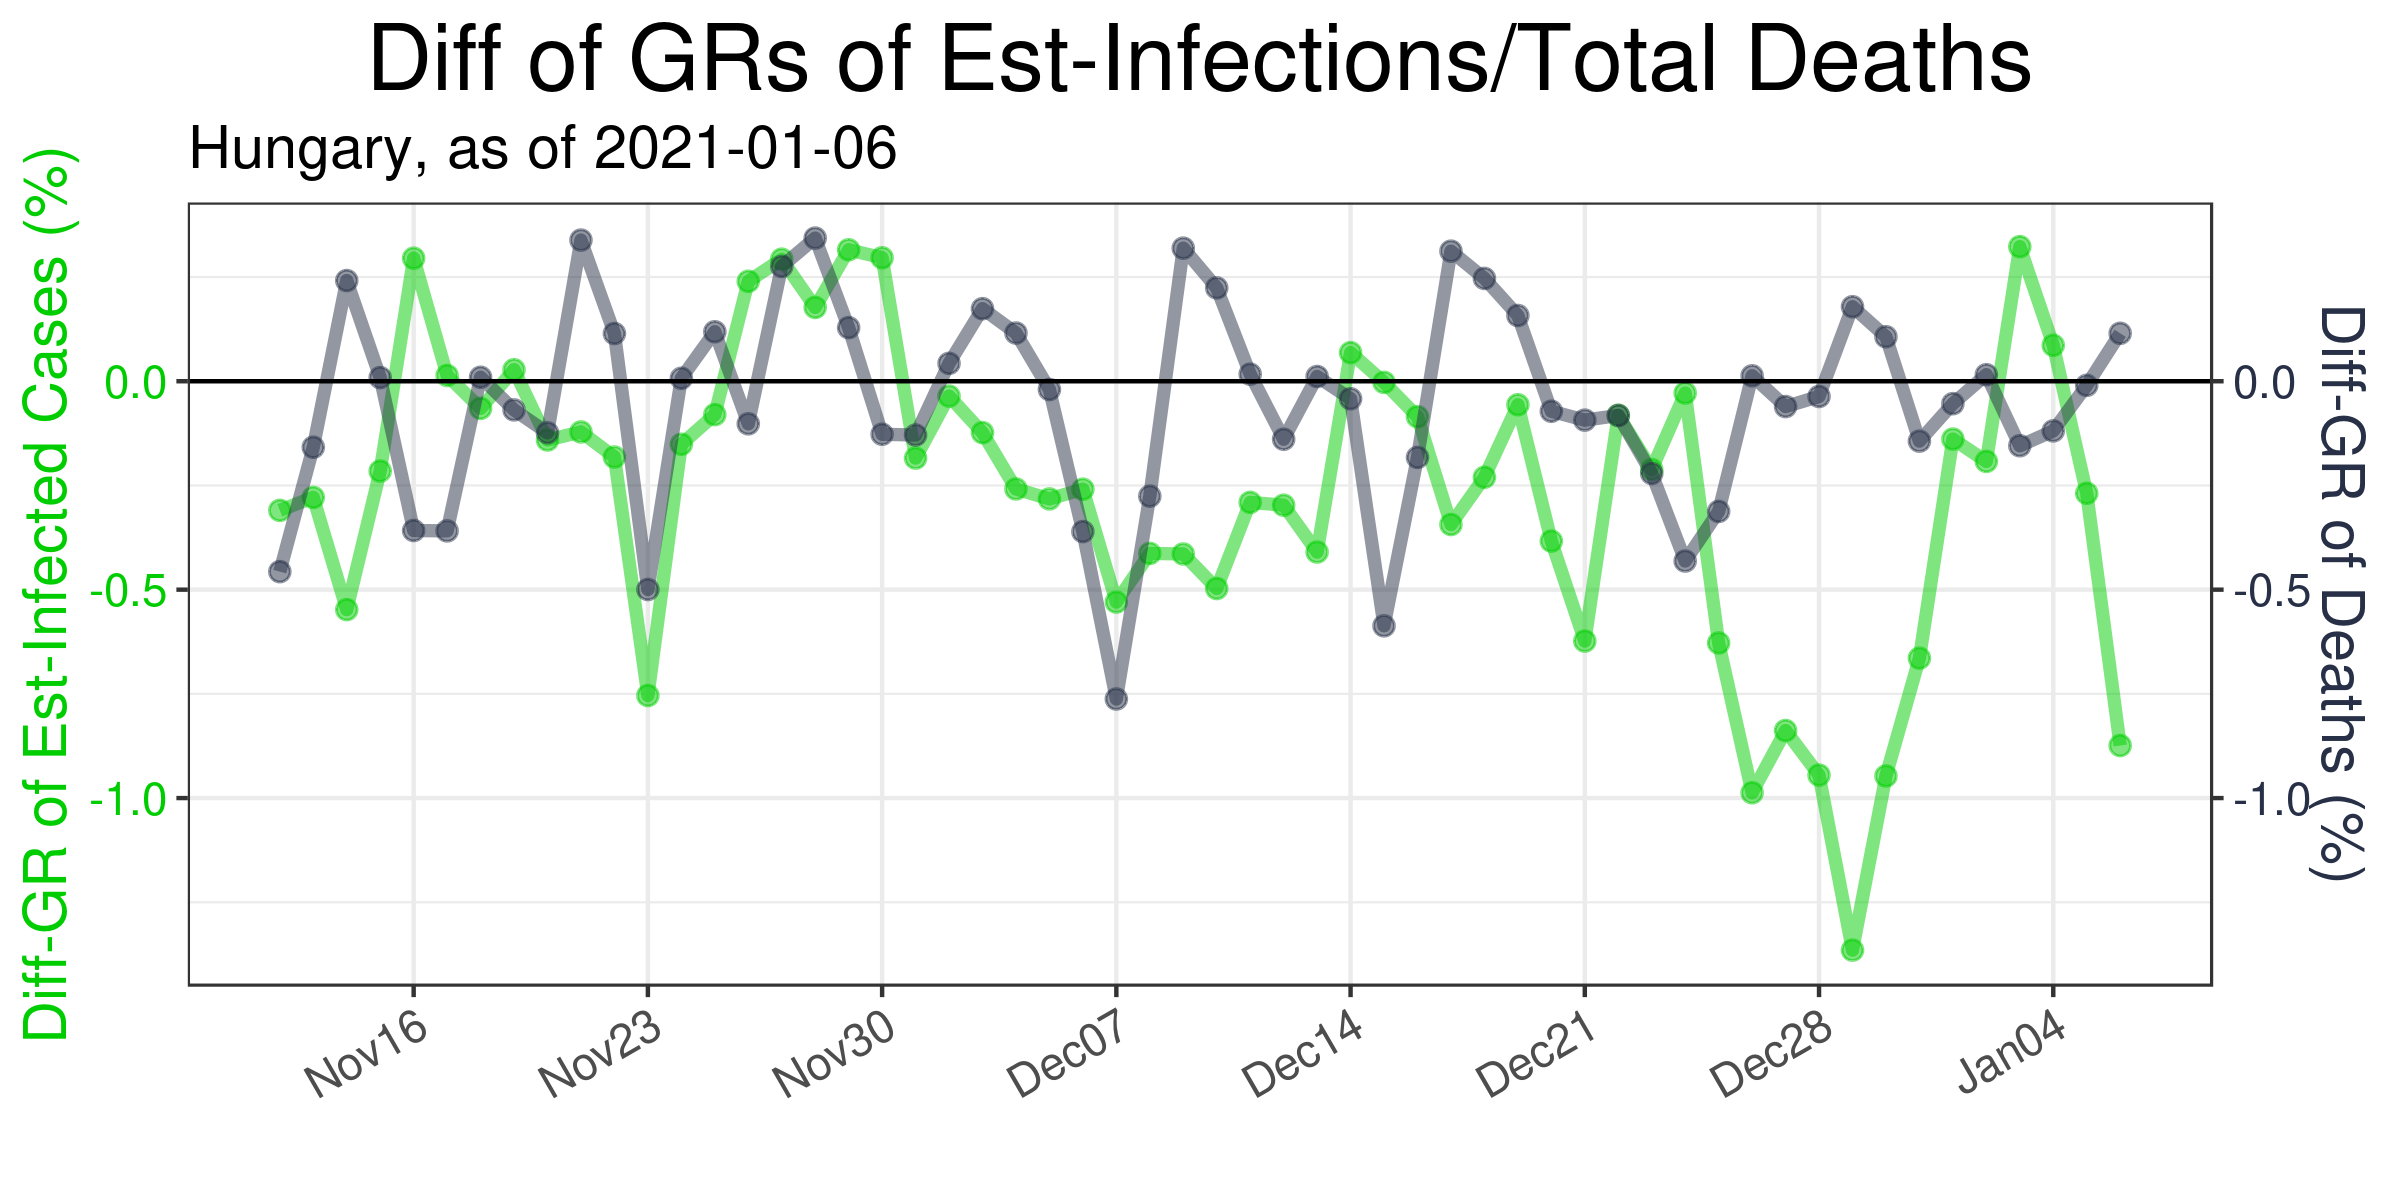 Diff of GRs of Est-Infections/Total Deaths
Hungary, as of 2021-01-06
Diff-GR of Est-Infected Cases (%)
0.0
-0.5
-1.0
0.0
-0.5
-1.0
Diff-GR of Deaths (%)
Nov16
Nov23
Nov30
Dec07
Dec14
Dec21
Dec28
Jan04